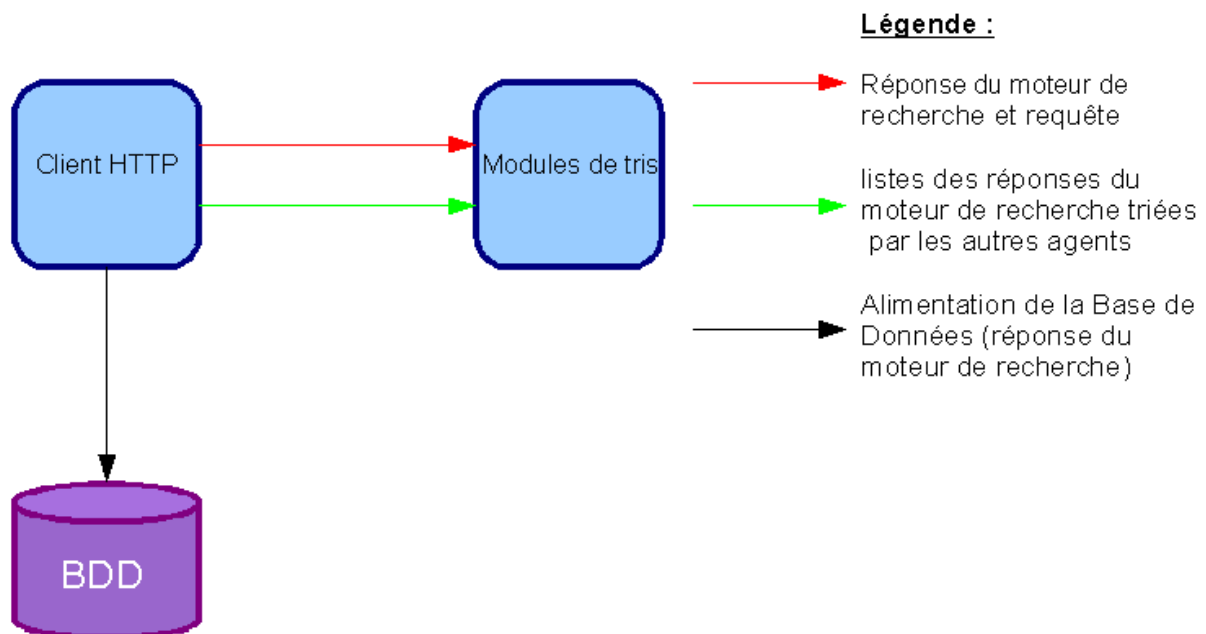 Légende :
Client HTTP
Modules de tris
Réponse du moteur de
recherche et requête
listes des réponses du
moteur de recherche triées
par les autres agents
Alimentation de la Base de
Données (réponse du
moteur de recherche)
BDD